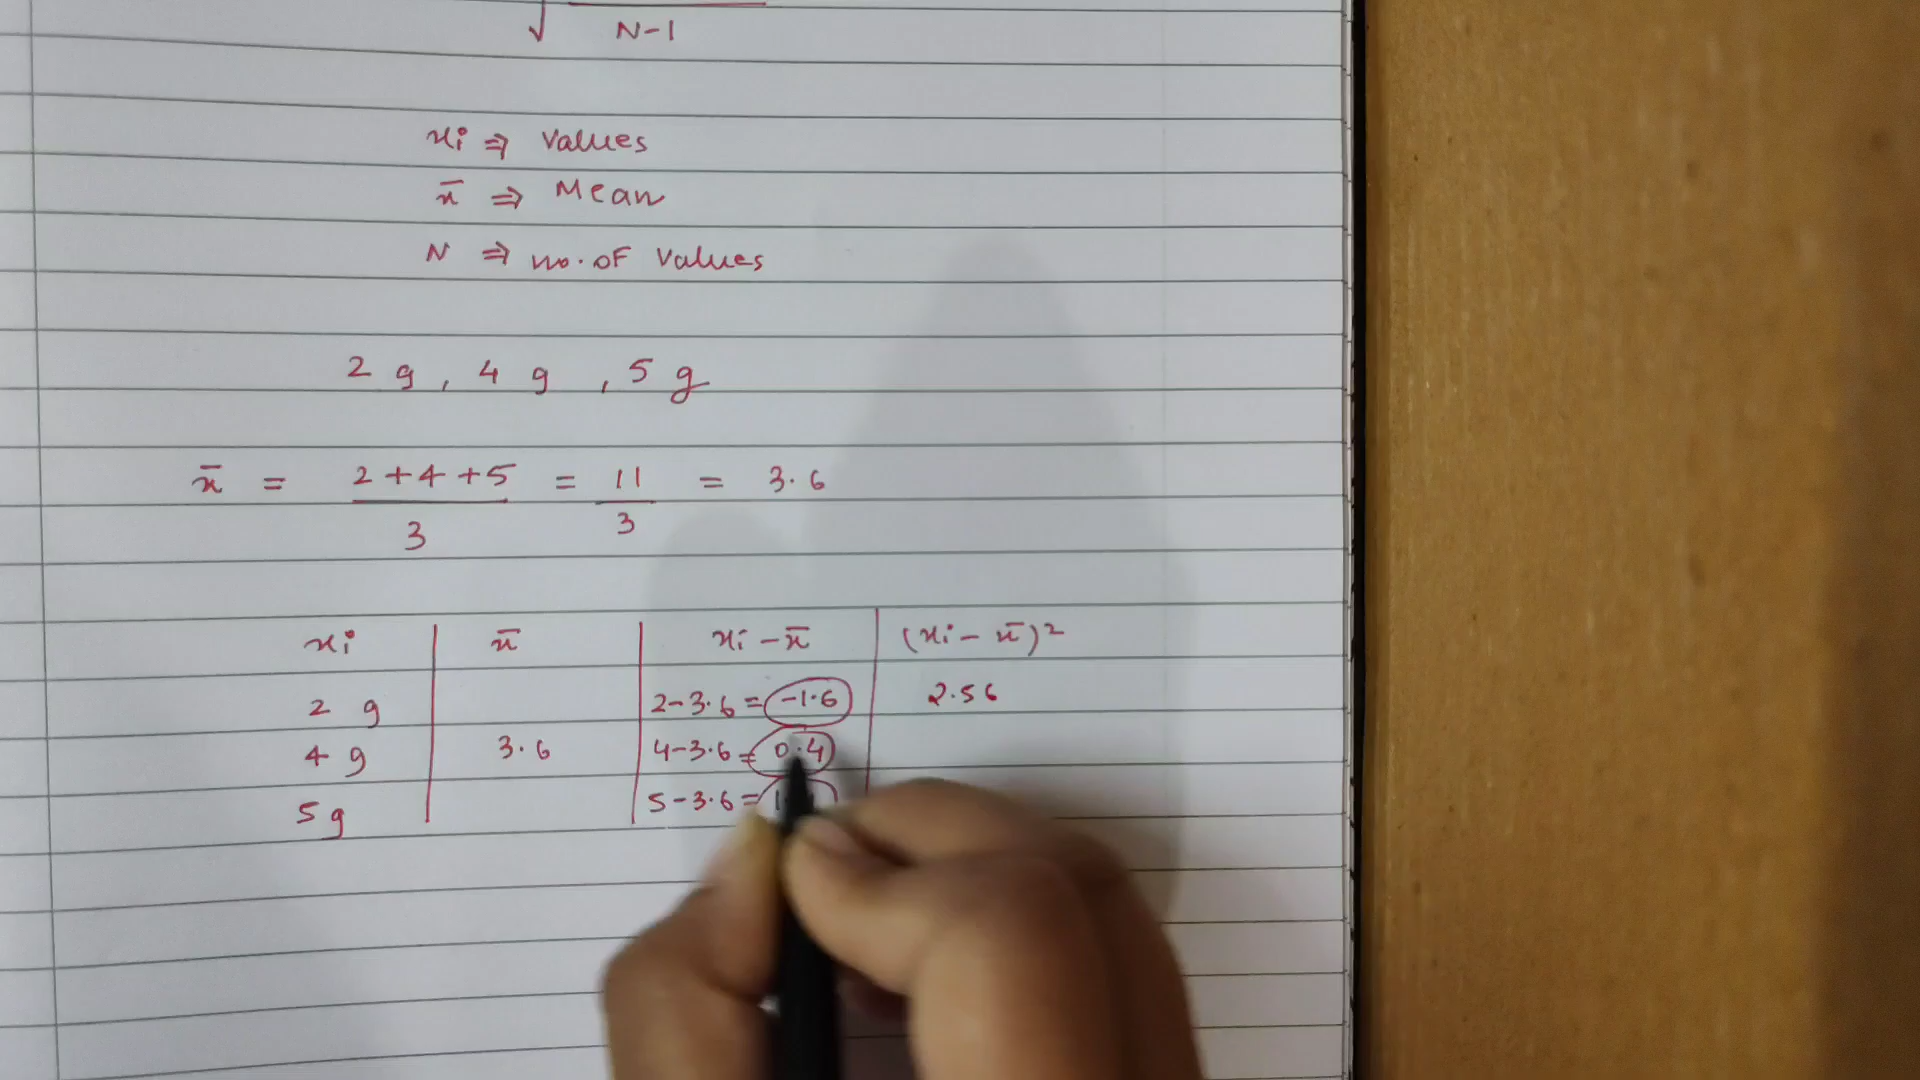 √ N-1
xi ⇒ Values
x̄ ⇒ Mean
N ⇒ no. of Values
2 g, 4 g, 5 g
x̄ = 2+4+5 / 3 = 11 / 3 = 3.6
xi | x̄ | xi - x̄ | (xi - x̄)²
2 g | | 2-3.6 = -1.6 | 2.56
4 g | 3.6 | 4-3.6 = 0.4
5 g | | 5-3.6 =